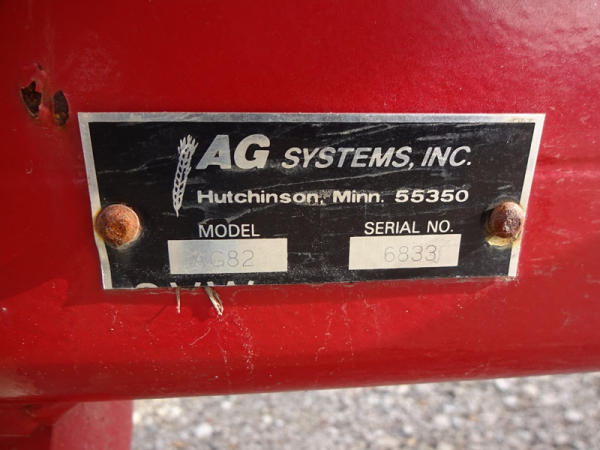 AG SYSTEMS, INC.
Hutchinson, Minn. 55350
MODEL SERIAL NO.
AG82 6833